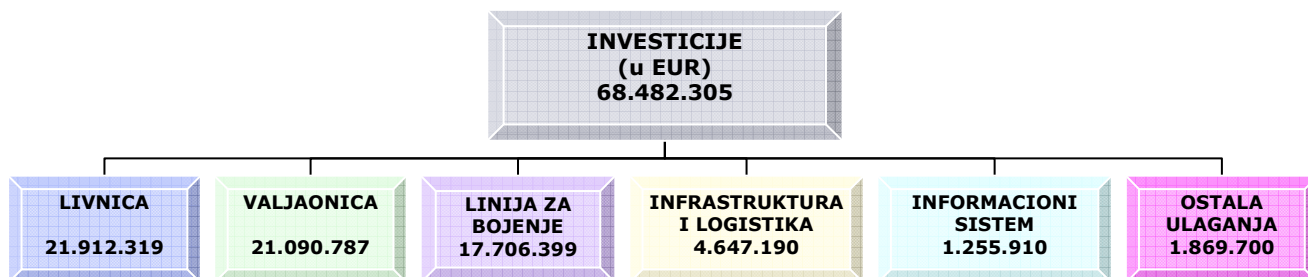 INVESTICIJE
(u EUR)
68.482.305
LIVNICA
21.912.319
VALJAONICA
21.090.787
LINIJA ZA
BOJENJE
17.706.399
INFRASTRUKTURA
I LOGISTIKA
4.647.190
INFORMACIONI
SISTEM
1.255.910
OSTALA
ULAGANJA
1.869.700